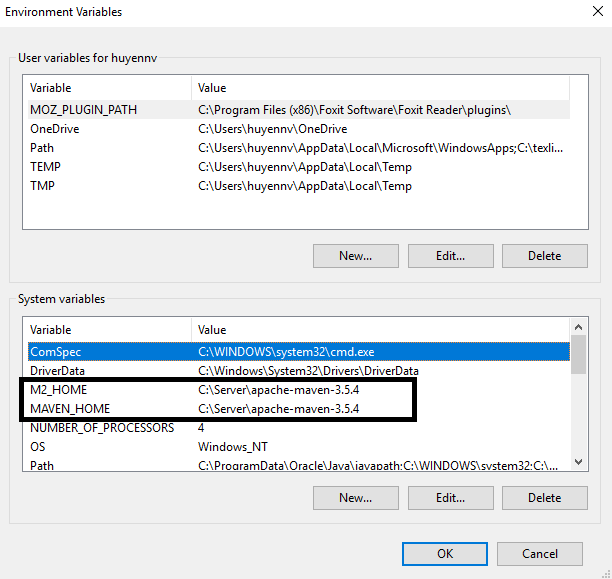 Environment Variables
User variables for huyennv
Variable Value
MOZ_PLUGIN_PATH C:\Program Files (x86)\Foxit Software\Foxit Reader\plugins\
OneDrive C:\Users\huyennv\OneDrive
Path C:\Users\huyennv\AppData\Local\Microsoft\WindowsApps;C:\texli...
TEMP C:\Users\huyennv\AppData\Local\Temp
TMP C:\Users\huyennv\AppData\Local\Temp
New... Edit... Delete
System variables
Variable Value
ComSpec C:\WINDOWS\system32\cmd.exe
DriverData C:\Windows\System32\Drivers\DriverData
M2_HOME C:\Server\apache-maven-3.5.4
MAVEN_HOME C:\Server\apache-maven-3.5.4
NUMBER_OF_PROCESSORS 4
OS Windows_NT
Path C:\ProgramData\Oracle\Java\javapath;C:\WINDOWS\system32;C:\...
New... Edit... Delete
OK Cancel